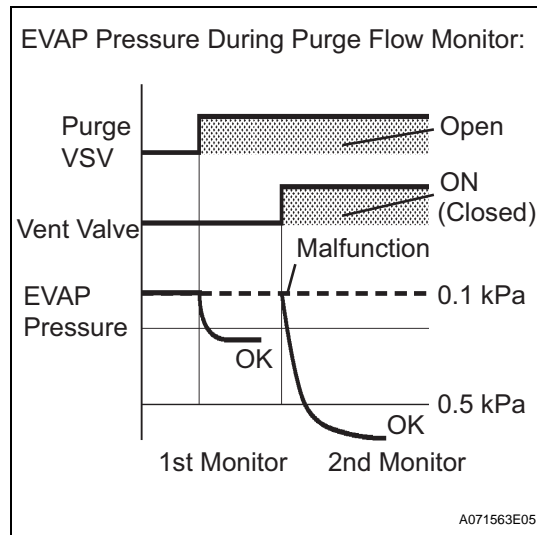 EVAP Pressure During Purge Flow Monitor:
Purge
VSV
Open
ON
(Closed)
Vent Valve
Malfunction
EVAP
Pressure
0.1 kPa
OK
0.5 kPa
OK
1st Monitor
2nd Monitor
A071563E05